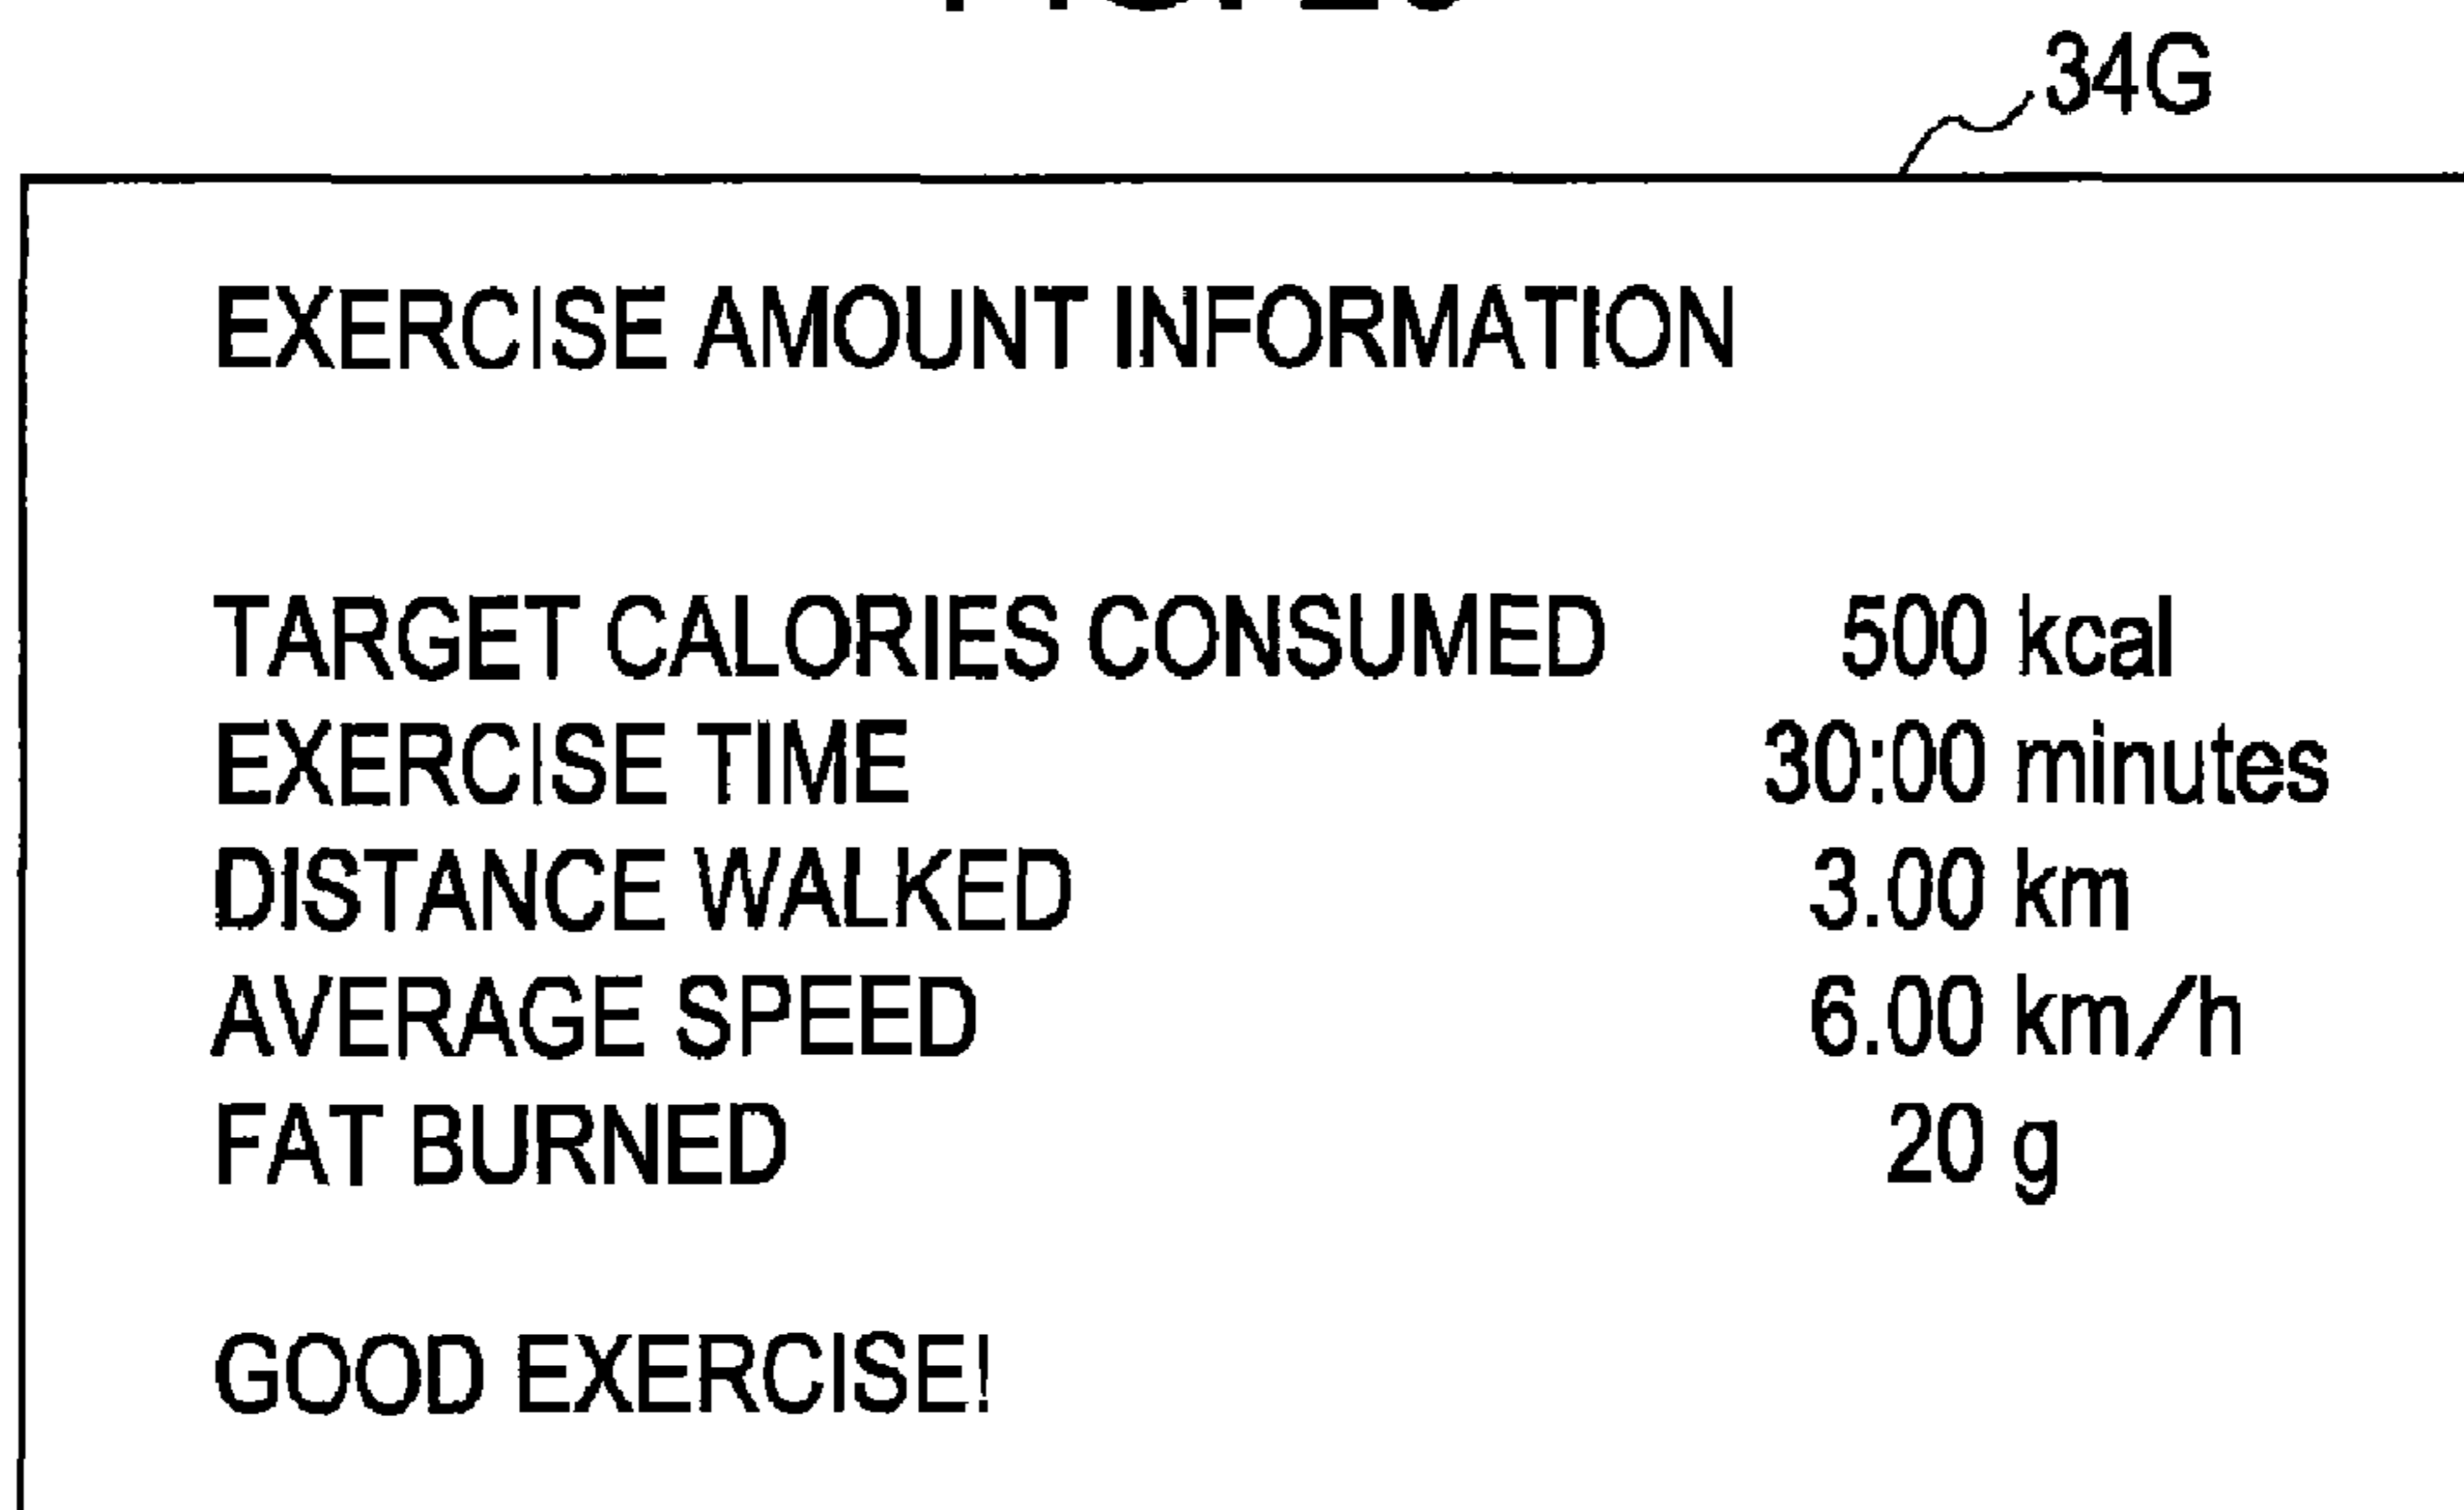 34G
EXERCISE AMOUNT INFORMATION
TARGET CALORIES CONSUMED 500 kcal
EXERCISE TIME 30:00 minutes
DISTANCE WALKED 3.00 km
AVERAGE SPEED 6.00 km/h
FAT BURNED 20 g
GOOD EXERCISE!